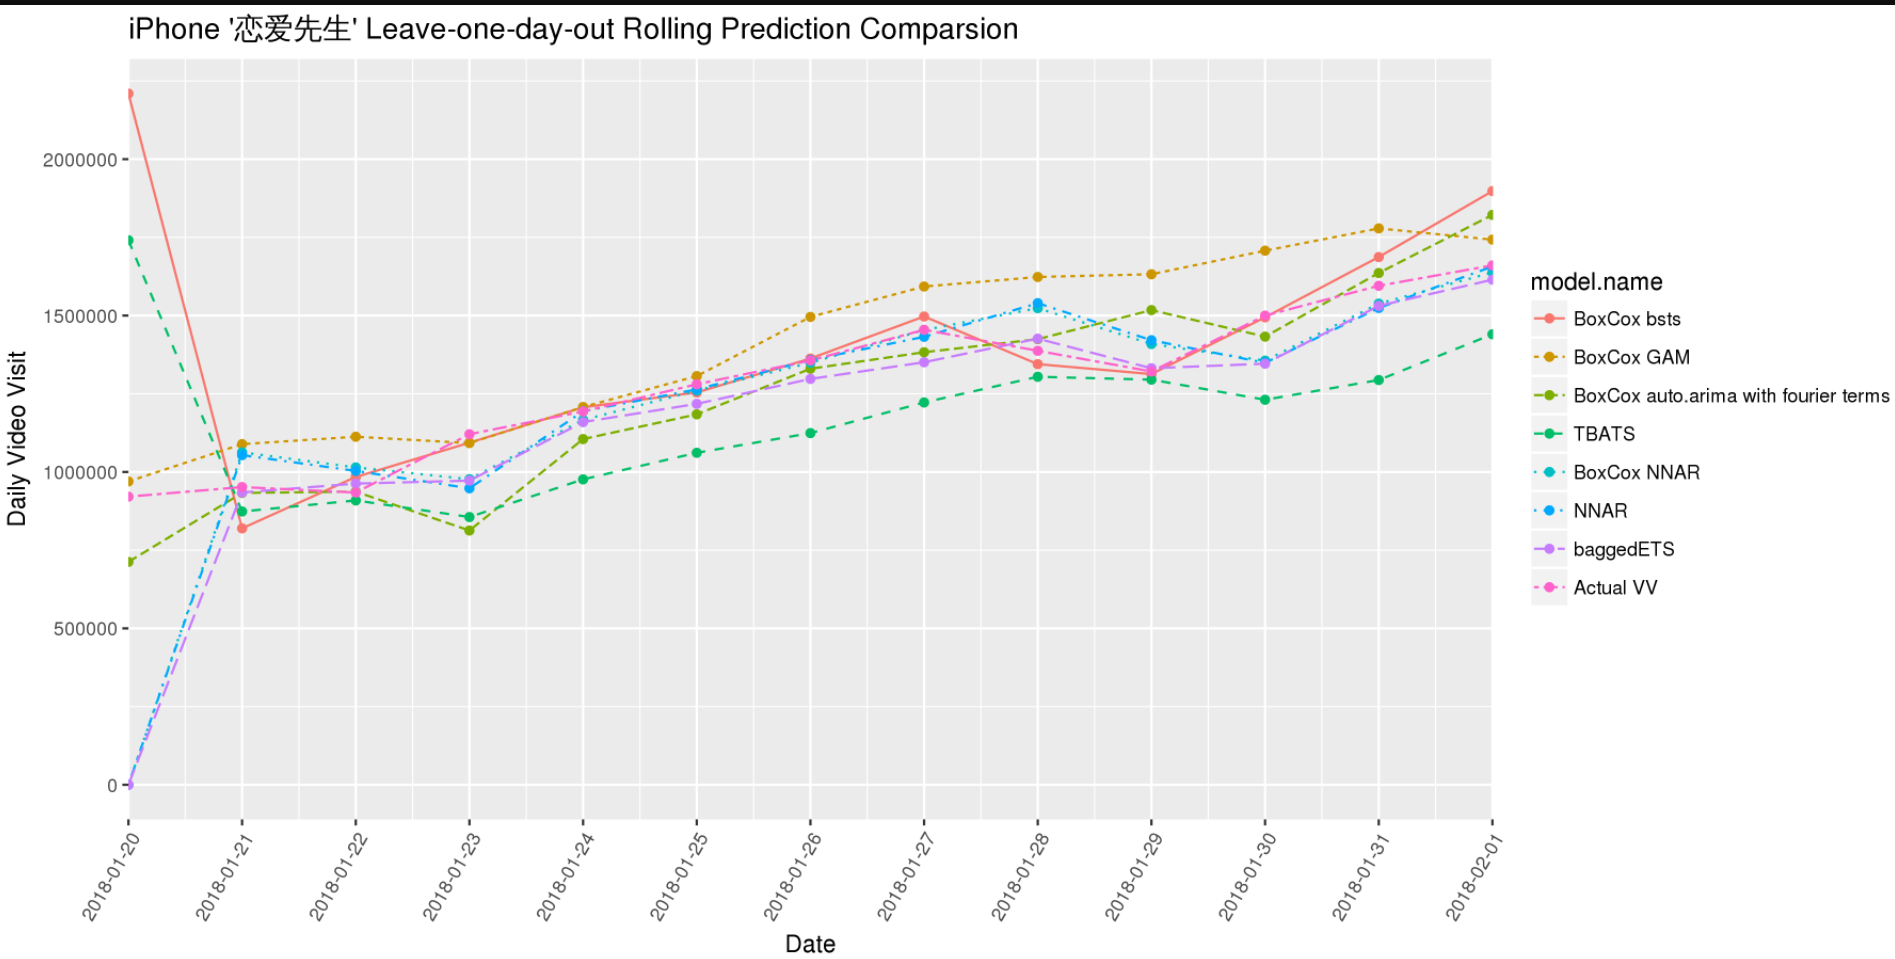 iPhone '恋爱先生' Leave-one-day-out Rolling Prediction Comparsion
Daily Video Visit
2000000
1500000
1000000
500000
0
2018-01-20
2018-01-21
2018-01-22
2018-01-23
2018-01-24
2018-01-25
2018-01-26
2018-01-27
2018-01-28
2018-01-29
2018-01-30
2018-01-31
2018-02-01
Date
model.name
BoxCox bsts
BoxCox GAM
BoxCox auto.arima with fourier terms
TBATS
BoxCox NNAR
NNAR
baggedETS
Actual VV